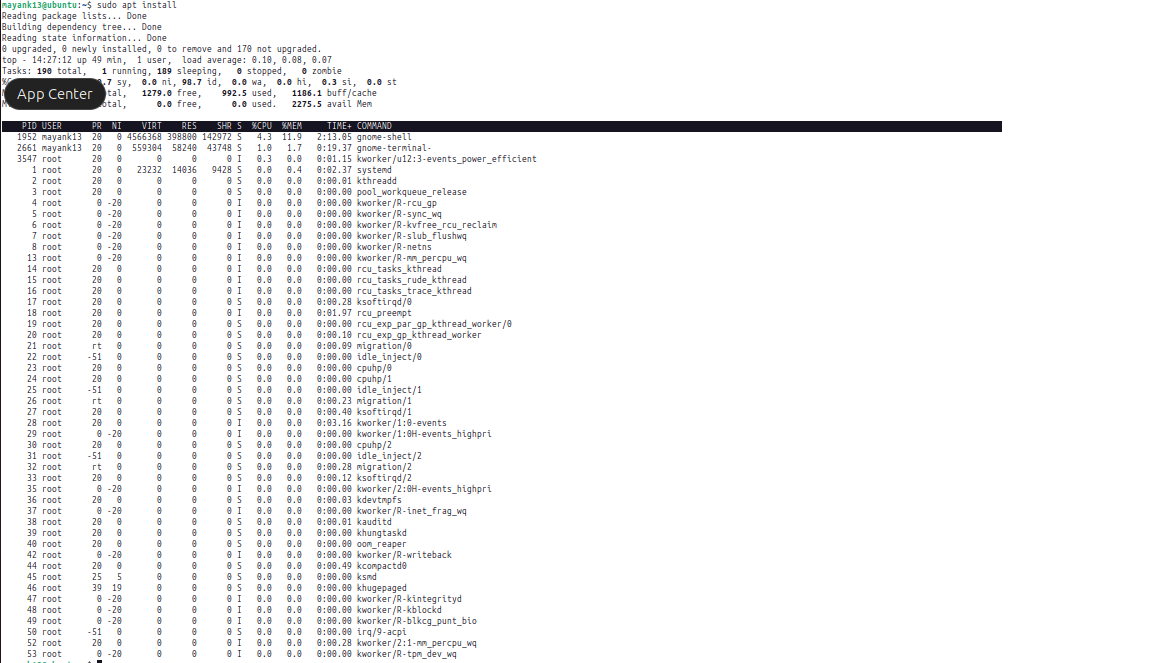 mayank13@ubuntu:~$ sudo apt install
Reading package lists... Done
Building dependency tree... Done
Reading state information... Done
0 upgraded, 0 newly installed, 0 to remove and 170 not upgraded.
top - 14:27:12 up 49 min,  1 user,  load average: 0.10, 0.08, 0.07
Tasks: 190 total,   1 running, 189 sleeping,   0 stopped,   0 zombie
.7 sy,  0.0 ni, 98.7 id,  0.0 wa,  0.0 hi,  0.3 si,  0.0 st
App Center
tal,   1279.0 free,    992.5 used,   1186.1 buff/cache
otal,      0.0 free,      0.0 used.   2275.5 avail Mem
PID USER      PR  NI    VIRT    RES    SHR S  %CPU  %MEM     TIME+ COMMAND
1952 mayank13  20   0 4566368 398800 142972 S   4.3  11.9   2:13.05 gnome-shell
2661 mayank13  20   0  559304  58240  43748 S   1.0   1.7   0:19.37 gnome-terminal-
3547 root      20   0       0      0      0 I   0.3   0.0   0:01.15 kworker/u12:3-events_power_efficient
1 root      20   0   23232  14036   9428 S   0.0   0.4   0:02.37 systemd
2 root      20   0       0      0      0 S   0.0   0.0   0:00.01 kthreadd
3 root      20   0       0      0      0 S   0.0   0.0   0:00.00 pool_workqueue_release
4 root       0 -20       0      0      0 I   0.0   0.0   0:00.00 kworker/R-rcu_gp
5 root       0 -20       0      0      0 I   0.0   0.0   0:00.00 kworker/R-sync_wq
6 root       0 -20       0      0      0 I   0.0   0.0   0:00.00 kworker/R-kvfree_rcu_reclaim
7 root       0 -20       0      0      0 I   0.0   0.0   0:00.00 kworker/R-slub_flushwq
8 root       0 -20       0      0      0 I   0.0   0.0   0:00.00 kworker/R-netns
13 root       0 -20       0      0      0 I   0.0   0.0   0:00.00 kworker/R-mm_percpu_wq
14 root      20   0       0      0      0 I   0.0   0.0   0:00.00 rcu_tasks_kthread
15 root      20   0       0      0      0 I   0.0   0.0   0:00.00 rcu_tasks_rude_kthread
16 root      20   0       0      0      0 I   0.0   0.0   0:00.00 rcu_tasks_trace_kthread
17 root      20   0       0      0      0 S   0.0   0.0   0:00.28 ksoftirqd/0
18 root      20   0       0      0      0 I   0.0   0.0   0:01.97 rcu_preempt
19 root      20   0       0      0      0 S   0.0   0.0   0:00.00 rcu_exp_par_gp_kthread_worker/0
20 root      20   0       0      0      0 S   0.0   0.0   0:00.10 rcu_exp_gp_kthread_worker
21 root      rt   0       0      0      0 S   0.0   0.0   0:00.09 migration/0
22 root     -51   0       0      0      0 S   0.0   0.0   0:00.00 idle_inject/0
23 root      20   0       0      0      0 S   0.0   0.0   0:00.00 cpuhp/0
24 root      20   0       0      0      0 S   0.0   0.0   0:00.00 cpuhp/1
25 root     -51   0       0      0      0 S   0.0   0.0   0:00.00 idle_inject/1
26 root      rt   0       0      0      0 S   0.0   0.0   0:00.23 migration/1
27 root      20   0       0      0      0 S   0.0   0.0   0:00.40 ksoftirqd/1
28 root      20   0       0      0      0 I   0.0   0.0   0:03.16 kworker/1:0-events
29 root       0 -20       0      0      0 I   0.0   0.0   0:00.00 kworker/1:0H-events_highpri
30 root      20   0       0      0      0 S   0.0   0.0   0:00.00 cpuhp/2
31 root     -51   0       0      0      0 S   0.0   0.0   0:00.00 idle_inject/2
32 root      rt   0       0      0      0 S   0.0   0.0   0:00.28 migration/2
33 root      20   0       0      0      0 S   0.0   0.0   0:00.12 ksoftirqd/2
35 root       0 -20       0      0      0 I   0.0   0.0   0:00.00 kworker/2:0H-events_highpri
36 root      20   0       0      0      0 S   0.0   0.0   0:00.03 kdevtmpfs
37 root       0 -20       0      0      0 I   0.0   0.0   0:00.00 kworker/R-inet_frag_wq
38 root      20   0       0      0      0 S   0.0   0.0   0:00.01 kauditd
39 root      20   0       0      0      0 S   0.0   0.0   0:00.00 khungtaskd
40 root      20   0       0      0      0 S   0.0   0.0   0:00.00 oom_reaper
42 root       0 -20       0      0      0 I   0.0   0.0   0:00.00 kworker/R-writeback
44 root      20   0       0      0      0 S   0.0   0.0   0:00.49 kcompactd0
45 root      25   5       0      0      0 S   0.0   0.0   0:00.00 ksmd
46 root      39  19       0      0      0 S   0.0   0.0   0:00.00 khugepaged
47 root       0 -20       0      0      0 I   0.0   0.0   0:00.00 kworker/R-kintegrityd
48 root       0 -20       0      0      0 I   0.0   0.0   0:00.00 kworker/R-kblockd
49 root       0 -20       0      0      0 I   0.0   0.0   0:00.00 kworker/R-blkcg_punt_bio
50 root     -51   0       0      0      0 S   0.0   0.0   0:00.00 irq/9-acpi
52 root      20   0       0      0      0 I   0.0   0.0   0:00.28 kworker/2:1-mm_percpu_wq
53 root       0 -20       0      0      0 I   0.0   0.0   0:00.00 kworker/R-tpm_dev_wq